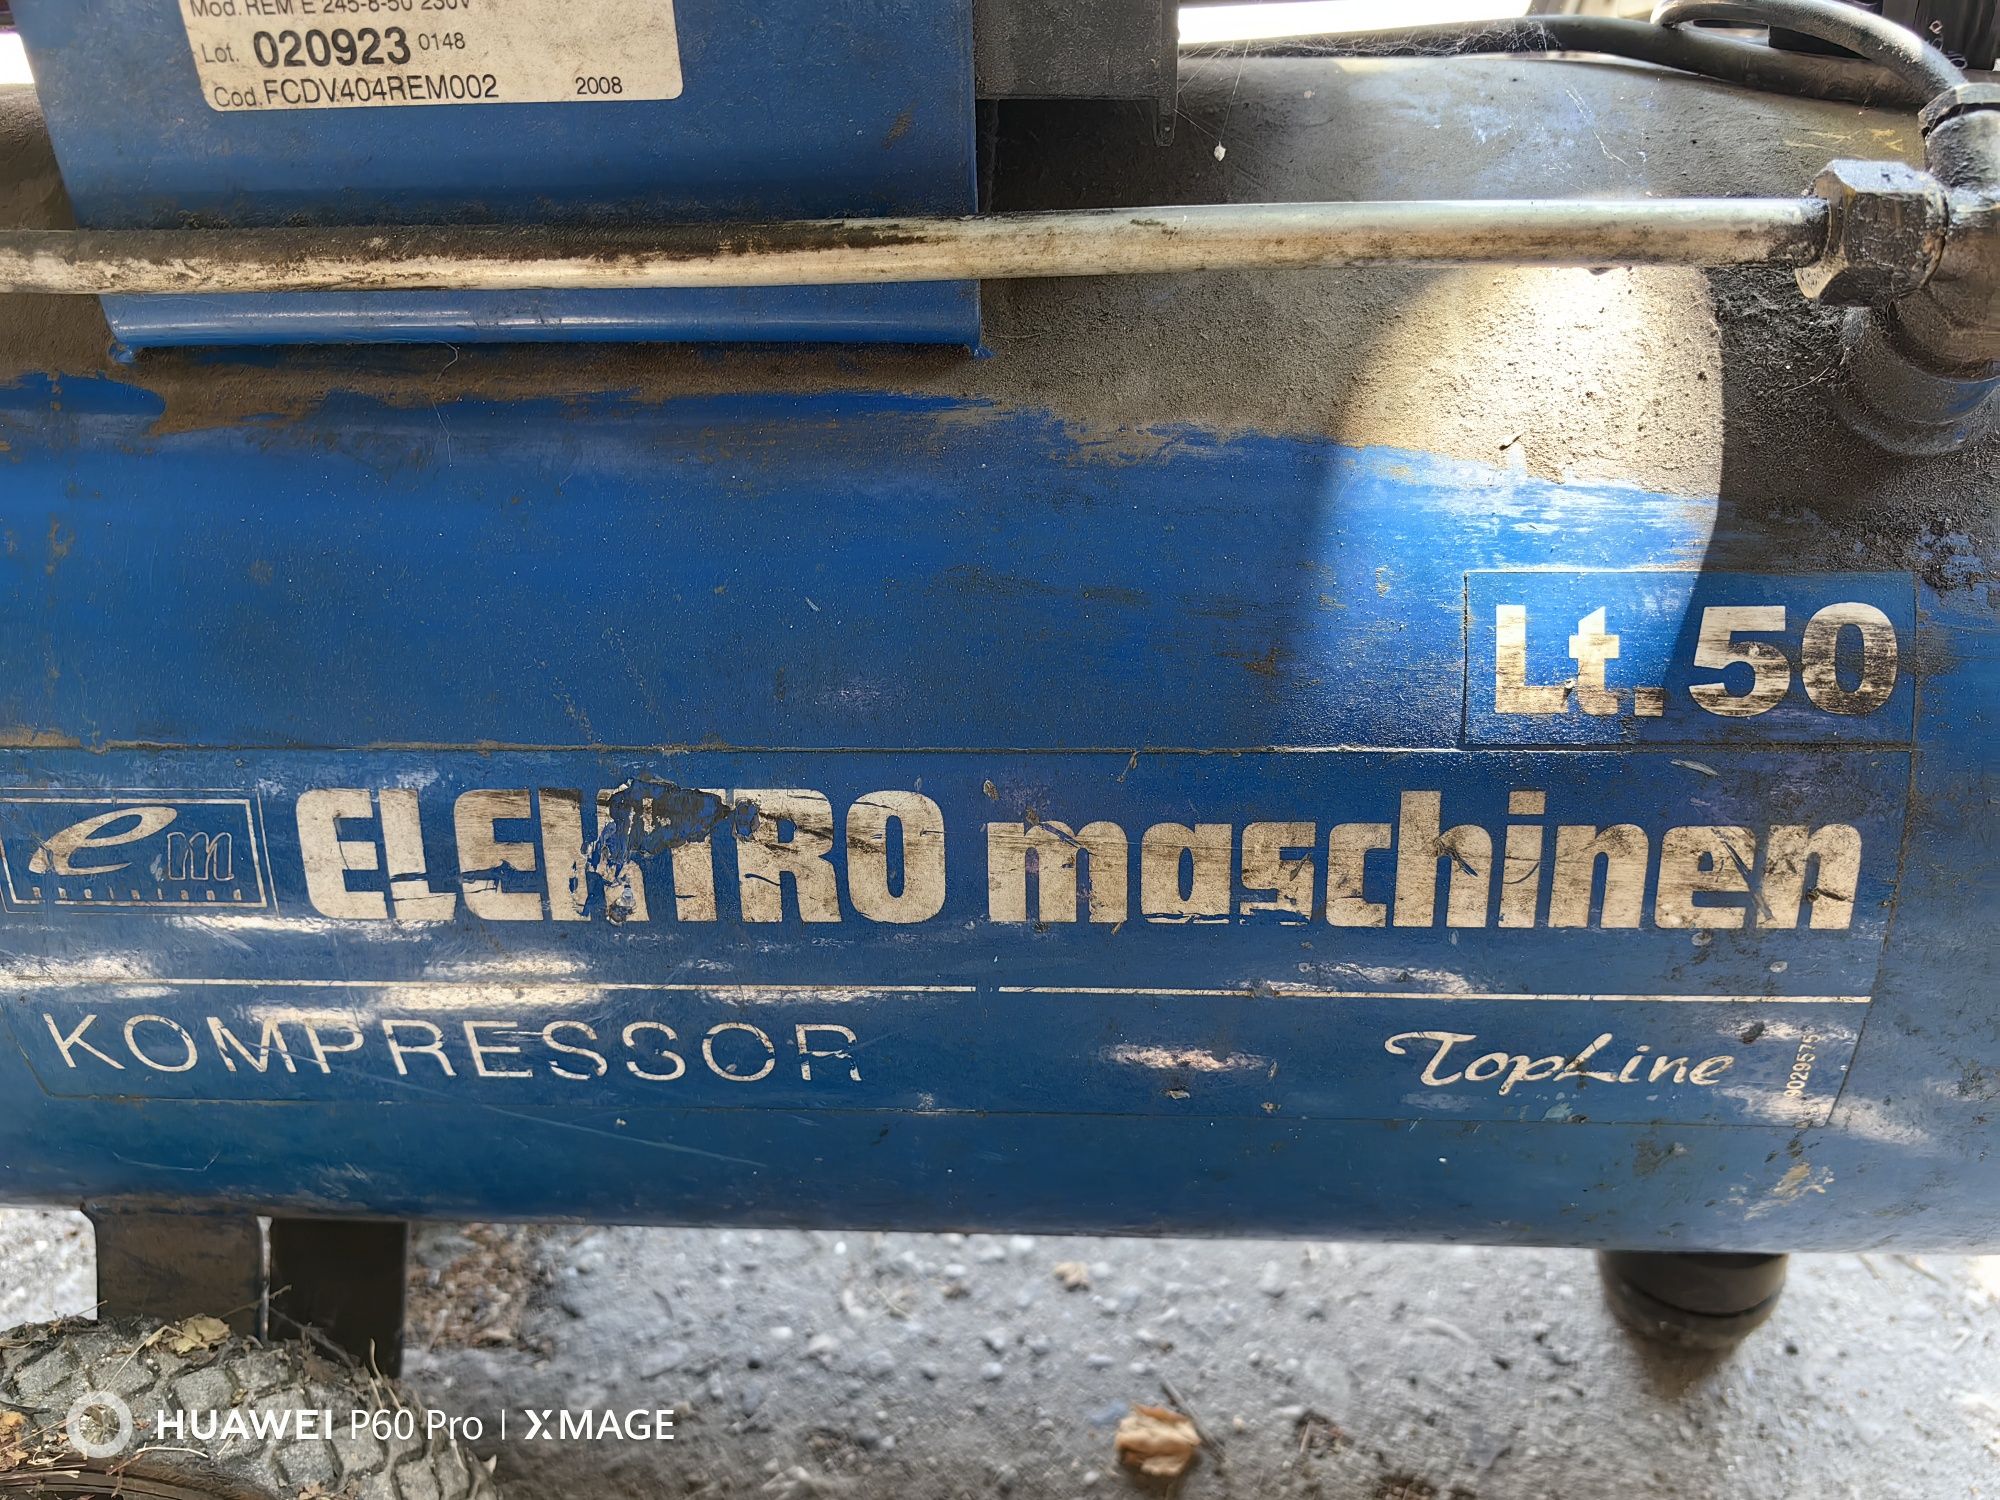 Mod. REM E 245-8-50 230V
Lot. 020923 0148
Cod. FCDV404REM002 2008
Lt. 50
em ELEKTRO maschinen
KOMPRESSOR TopLine
9029575
HUAWEI P60 Pro | XMAGE